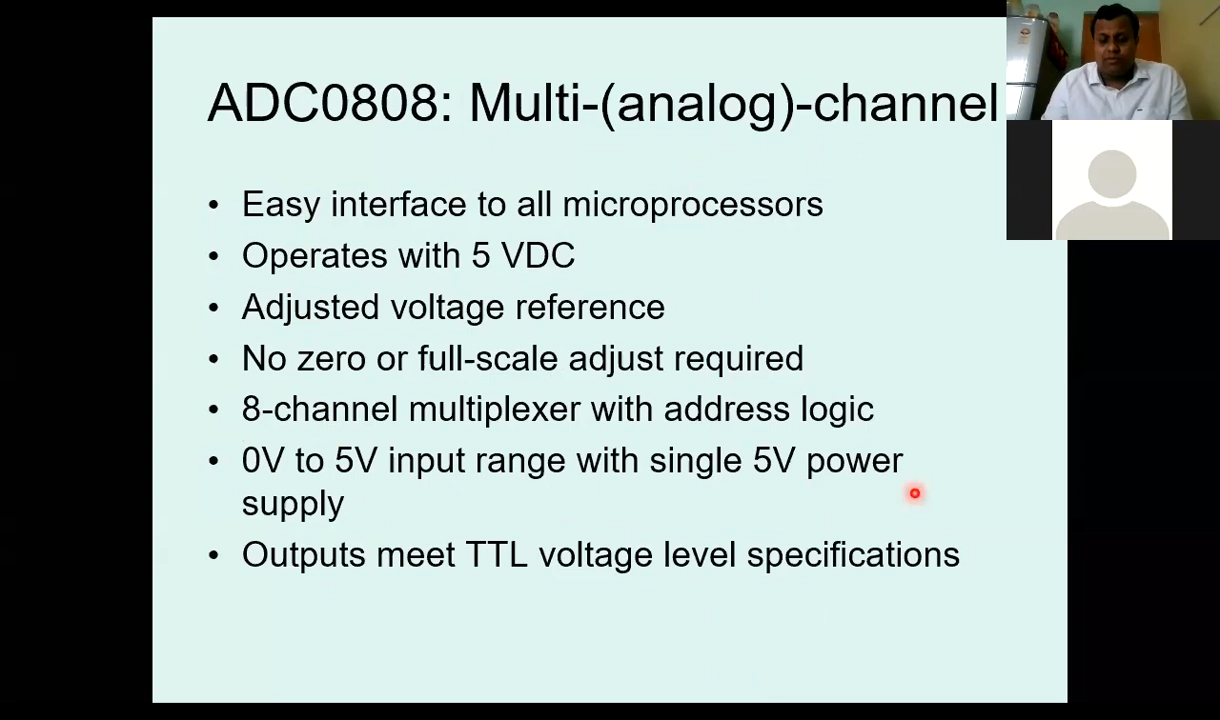 ADC0808: Multi-(analog)-channel
• Easy interface to all microprocessors
• Operates with 5 VDC
• Adjusted voltage reference
• No zero or full-scale adjust required
• 8-channel multiplexer with address logic
• 0V to 5V input range with single 5V power
supply
• Outputs meet TTL voltage level specifications